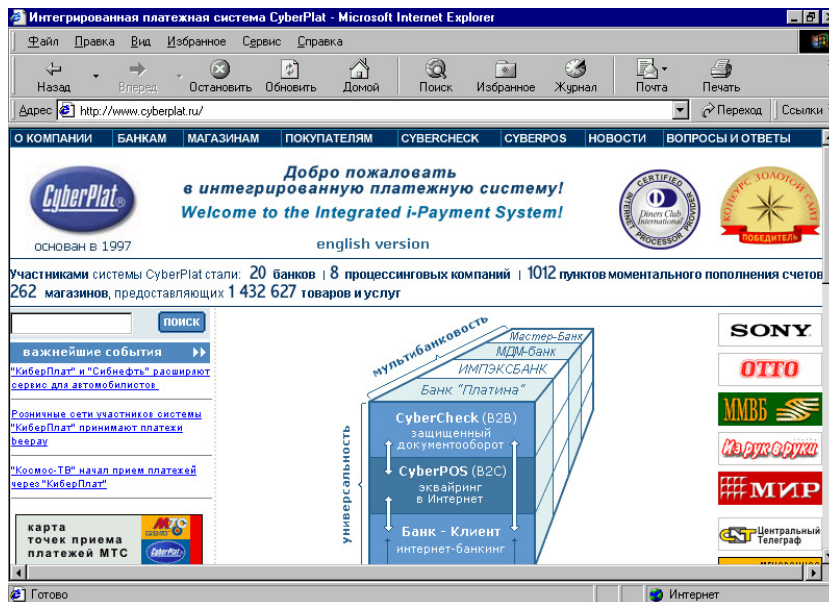 Интегрированная платежная система CyberPlat - Microsoft Internet Explorer
Файл Правка Вид Избранное Сервис Справка
Назад Вперед Остановить Обновить Домой Поиск Избранное Журнал Почта Печать
Адрес http://www.cyberplat.ru/ Переход Ссылки
О КОМПАНИИ БАНКАМ МАГАЗИНАМ ПОКУПАТЕЛЯМ CYBERCHECK CYBERPOS НОВОСТИ ВОПРОСЫ И ОТВЕТЫ
CyberPlat®
основан в 1997
Добро пожаловать
в интегрированную платежную систему!
Welcome to the Integrated i-Payment System!
english version
CERTIFIED
INTERNET PROCESSOR PROVIDER
Diners Club
International
КОНКУРС ЗОЛОТОЙ САЙТ
ПОБЕДИТЕЛЬ
Участниками системы CyberPlat стали: 20 банков | 8 процессинговых компаний | 1012 пунктов моментального пополнения счетов
262 магазинов, предоставляющих 1 432 627 товаров и услуг
поиск
важнейшие события
"КиберПлат" и "Сибнефть" расширяют
сервис для автомобилистов
Розничные сети участников системы
"КиберПлат" принимают платежи
beepay
"Космос-ТВ" начал прием платежей
через "КиберПлат"
карта
точек приема
платежей МТС
МТС
GSM
CyberPlat
мультибанковость
универсальность
Мастер-Банк
МДМ-банк
ИМПЭКСБАНК
Банк "Платина"
CyberCheck (B2B)
защищенный
документооборот
CyberPOS (B2C)
эквайринг
в Интернет
Банк - Клиент
интернет-банкинг
SONY
OTTO
ММВБ
Из рук в руки
МИР
Центральный
Телеграф
Готово
Интернет